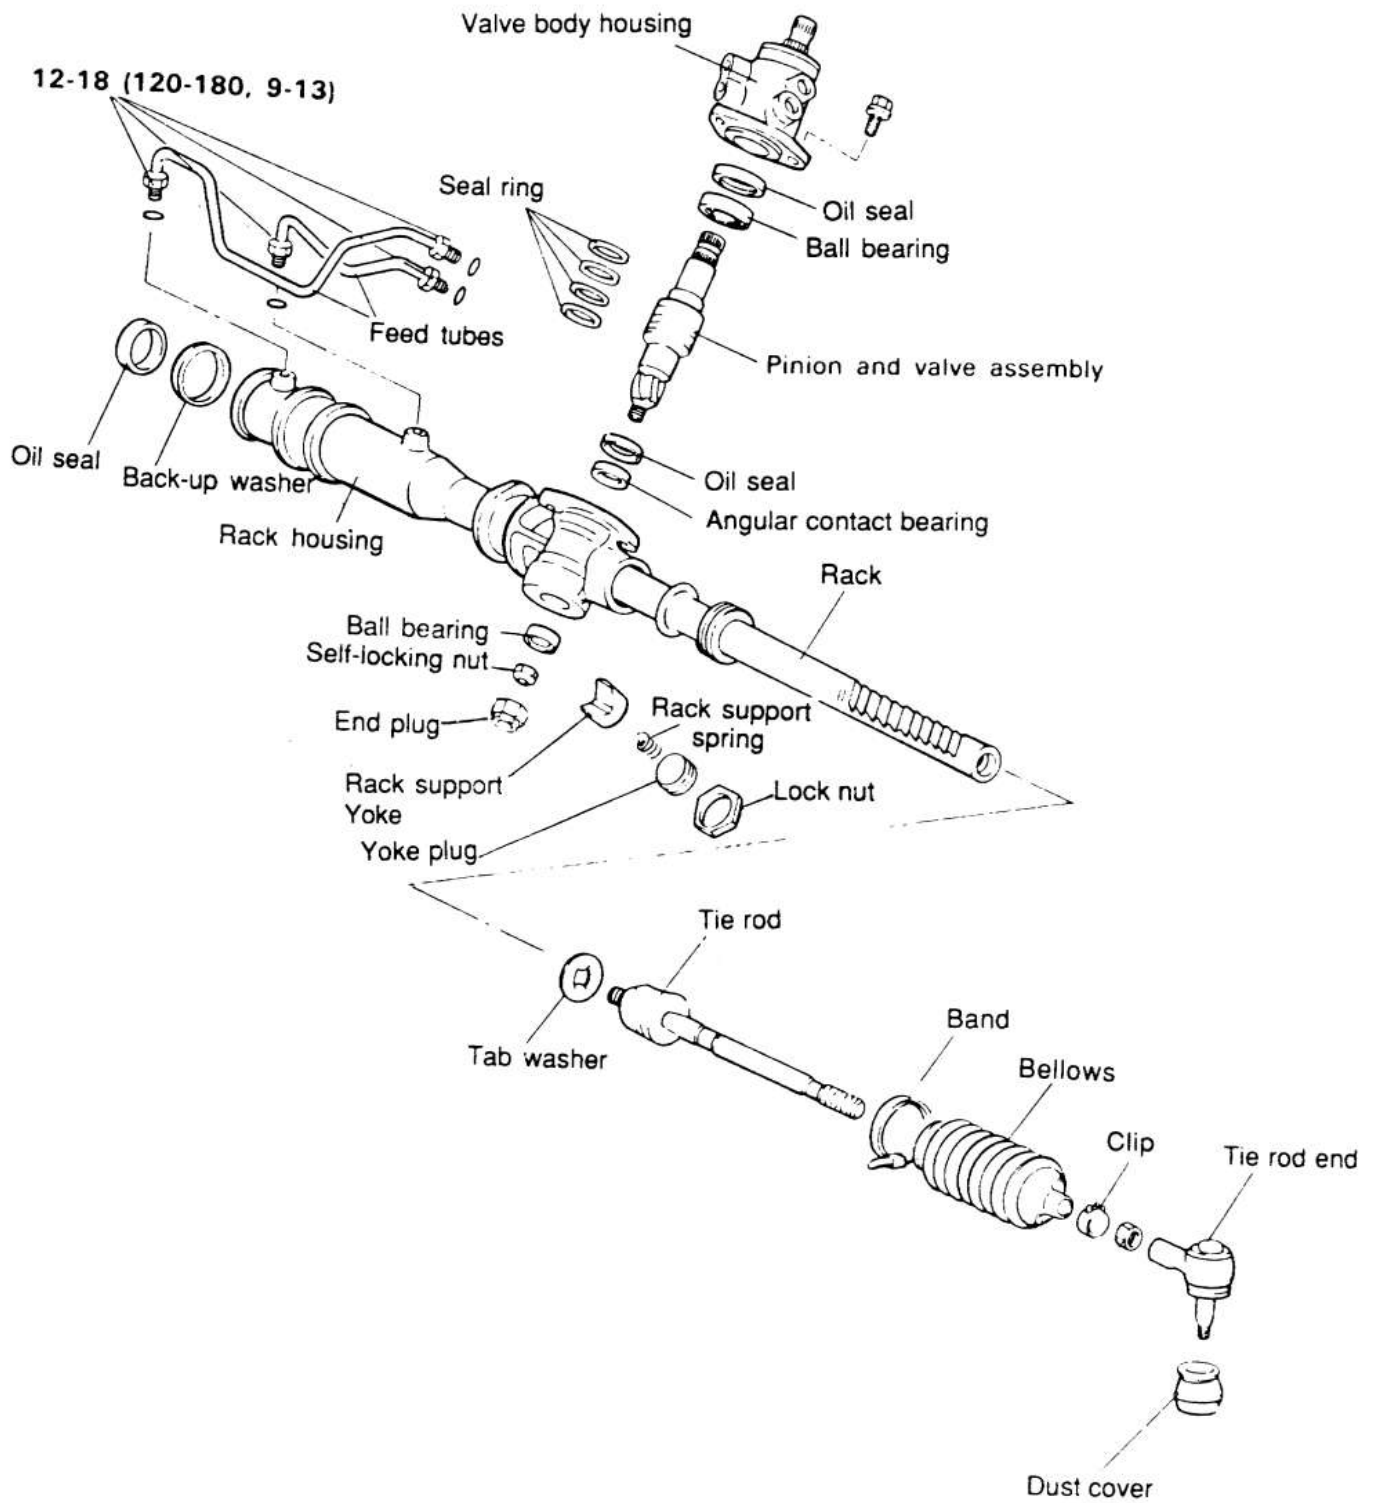 Valve body housing
12-18 (120-180, 9-13)
Seal ring
Oil seal
Ball bearing
Feed tubes
Pinion and valve assembly
Oil seal
Back-up washer
Rack housing
Oil seal
Angular contact bearing
Rack
Ball bearing
Self-locking nut
End plug
Rack support
spring
Rack support
Yoke
Lock nut
Yoke plug
Tie rod
Tab washer
Band
Bellows
Clip
Tie rod end
Dust cover